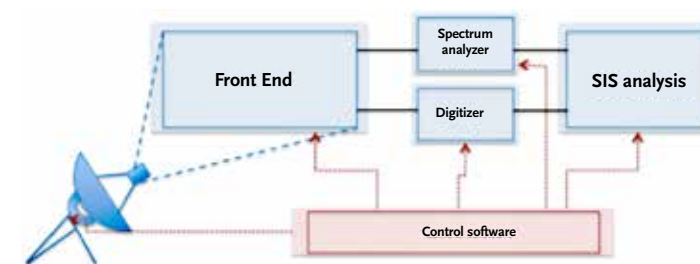 Spectrum
analyzer
Front End
SIS analysis
Digitizer
Control software